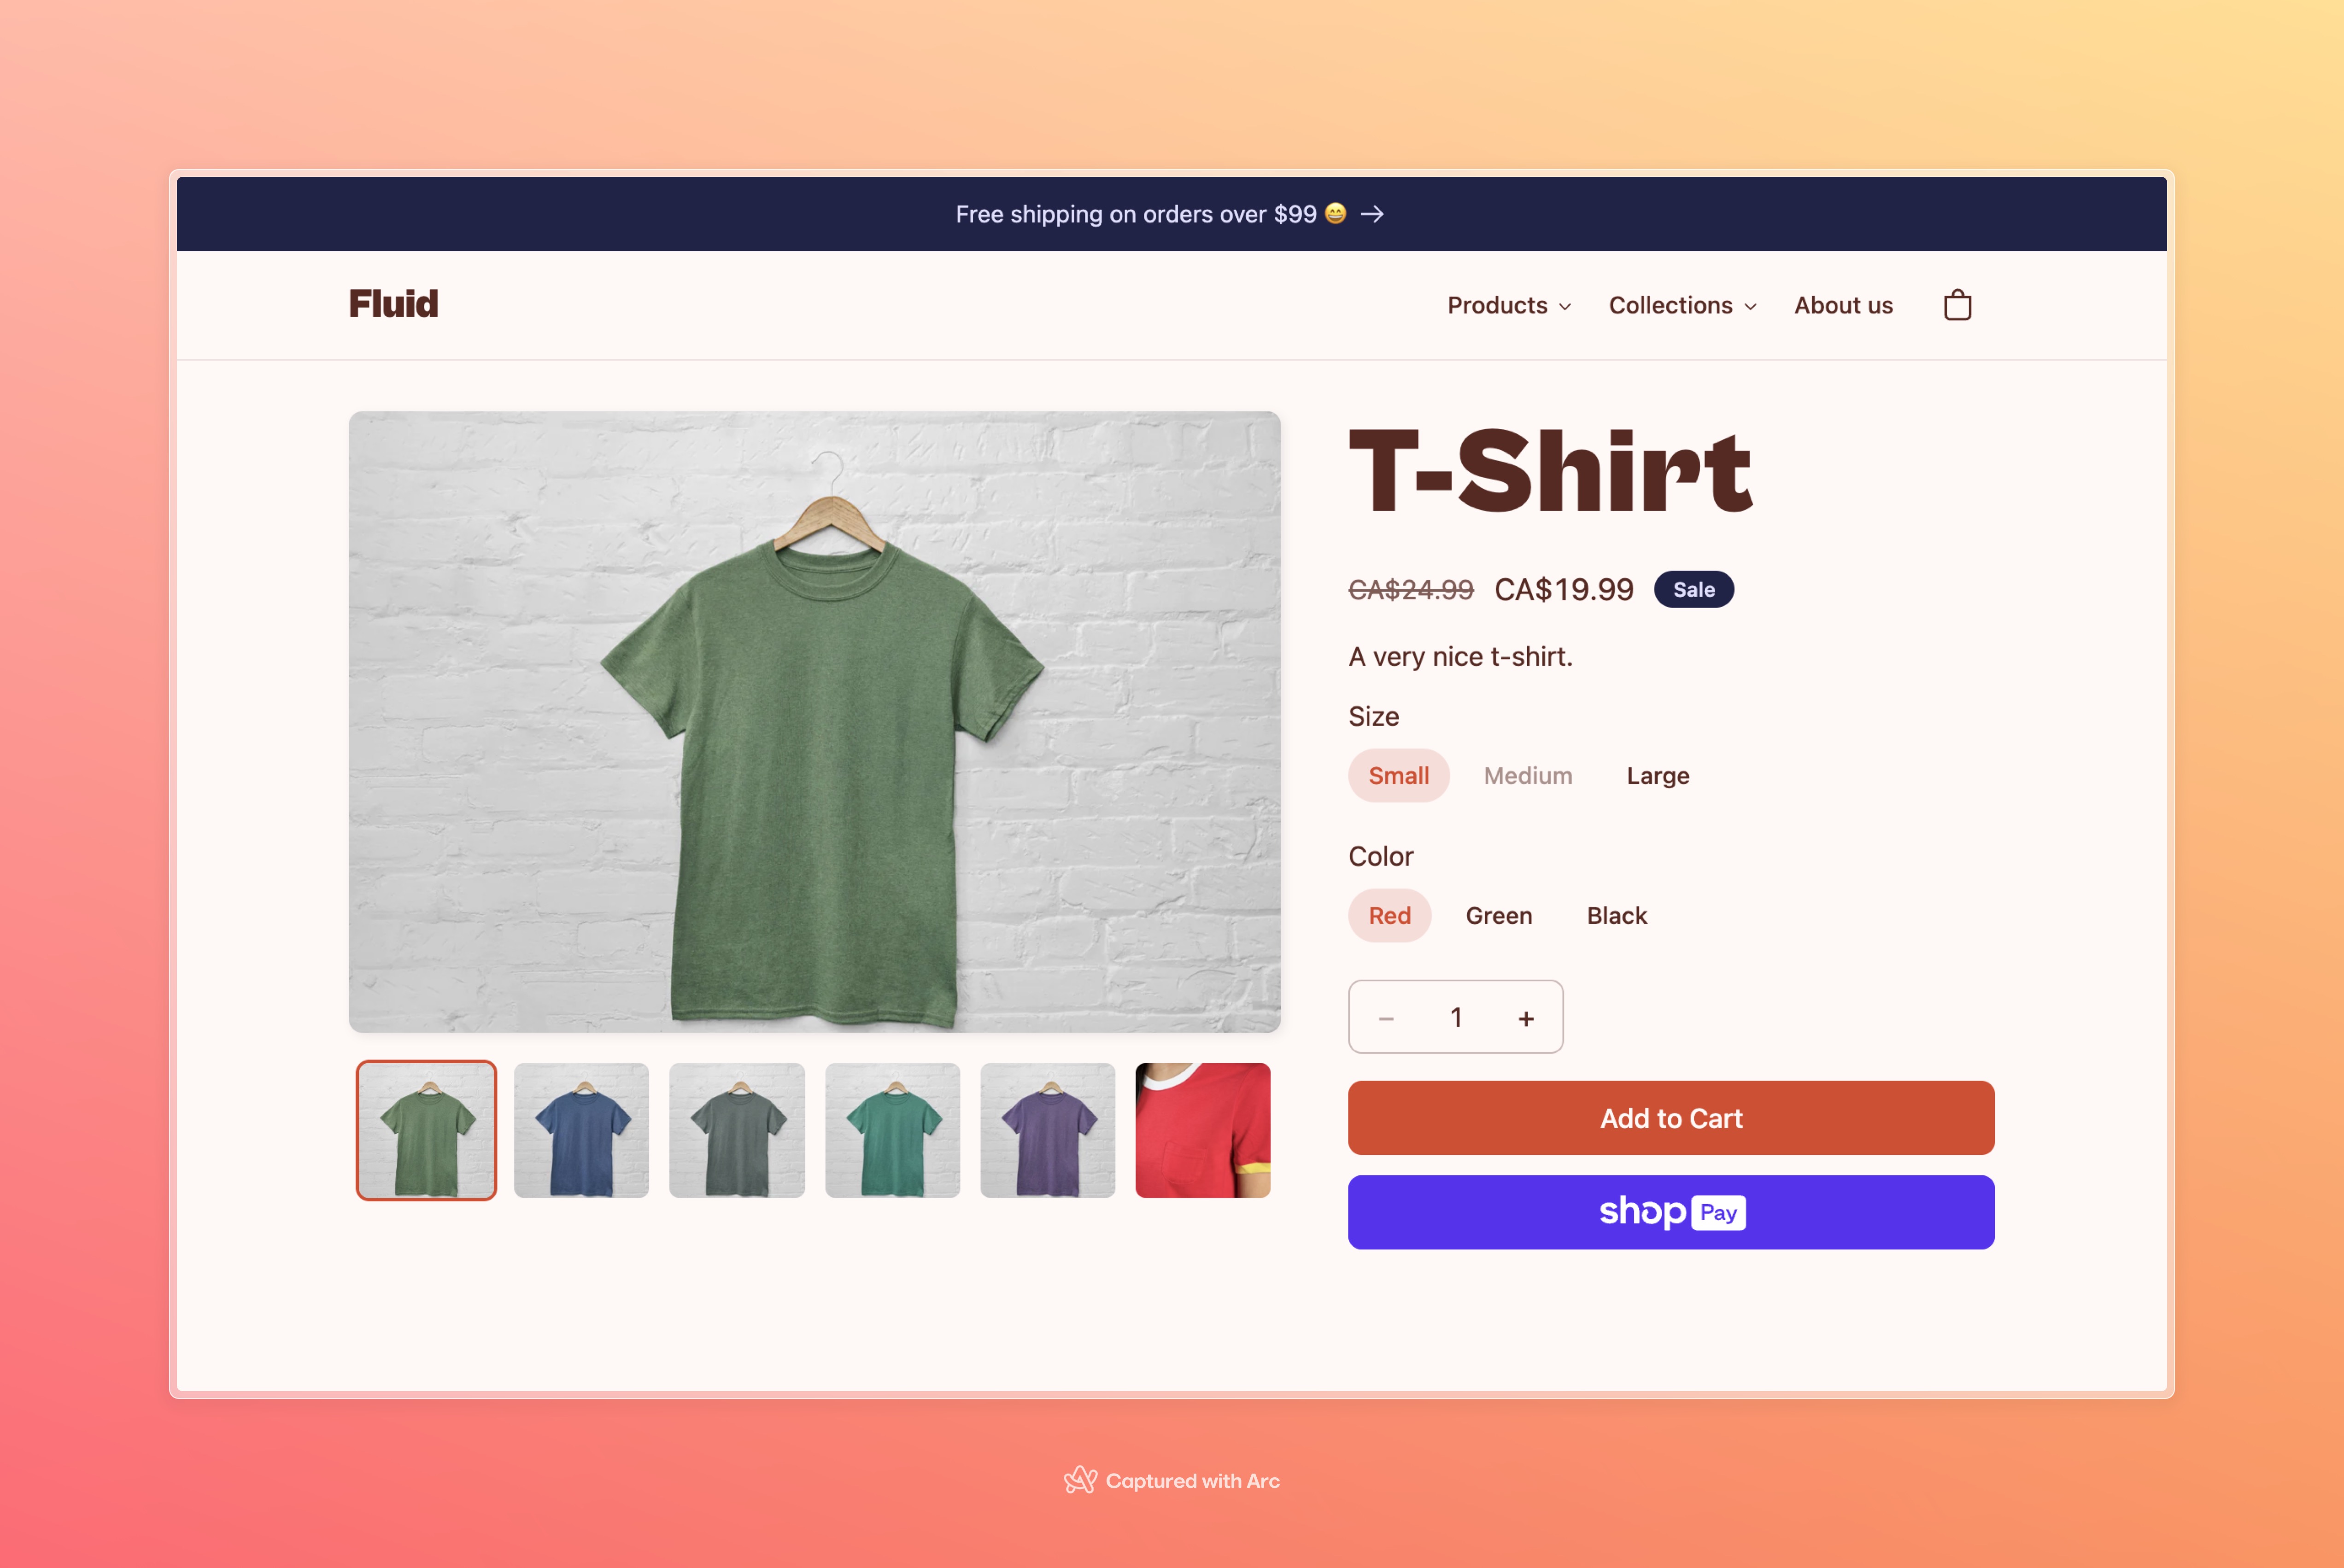 Free shipping on orders over $99 😄 →
Fluid
Products
Collections
About us
T-Shirt
CA$24.99 CA$19.99 Sale
A very nice t-shirt.
Size
Small Medium Large
Color
Red Green Black
− 1 +
Add to Cart
shop Pay
Captured with Arc